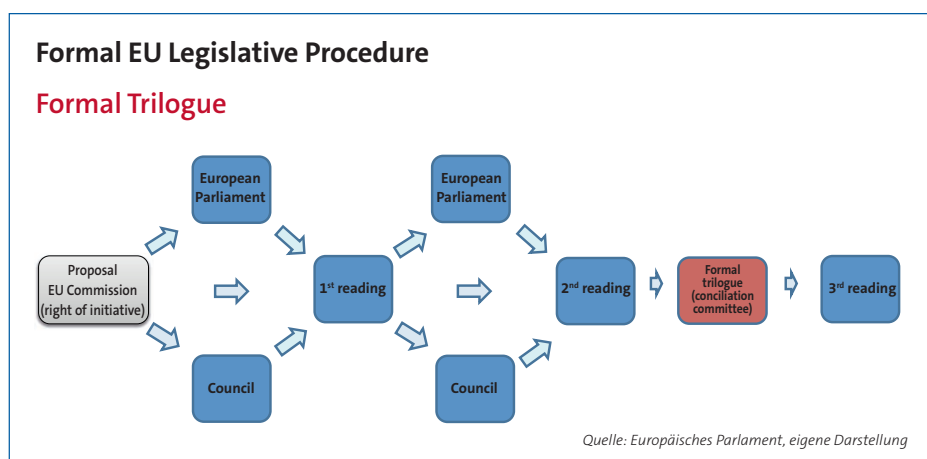 Formal EU Legislative Procedure
Formal Trilogue
European
Parliament
European
Parliament
Proposal
EU Commission
(right of initiative)
1st reading
2nd reading
Formal
trilogue
(conciliation
committee)
3rd reading
Council
Council
Quelle: Europäisches Parlament, eigene Darstellung